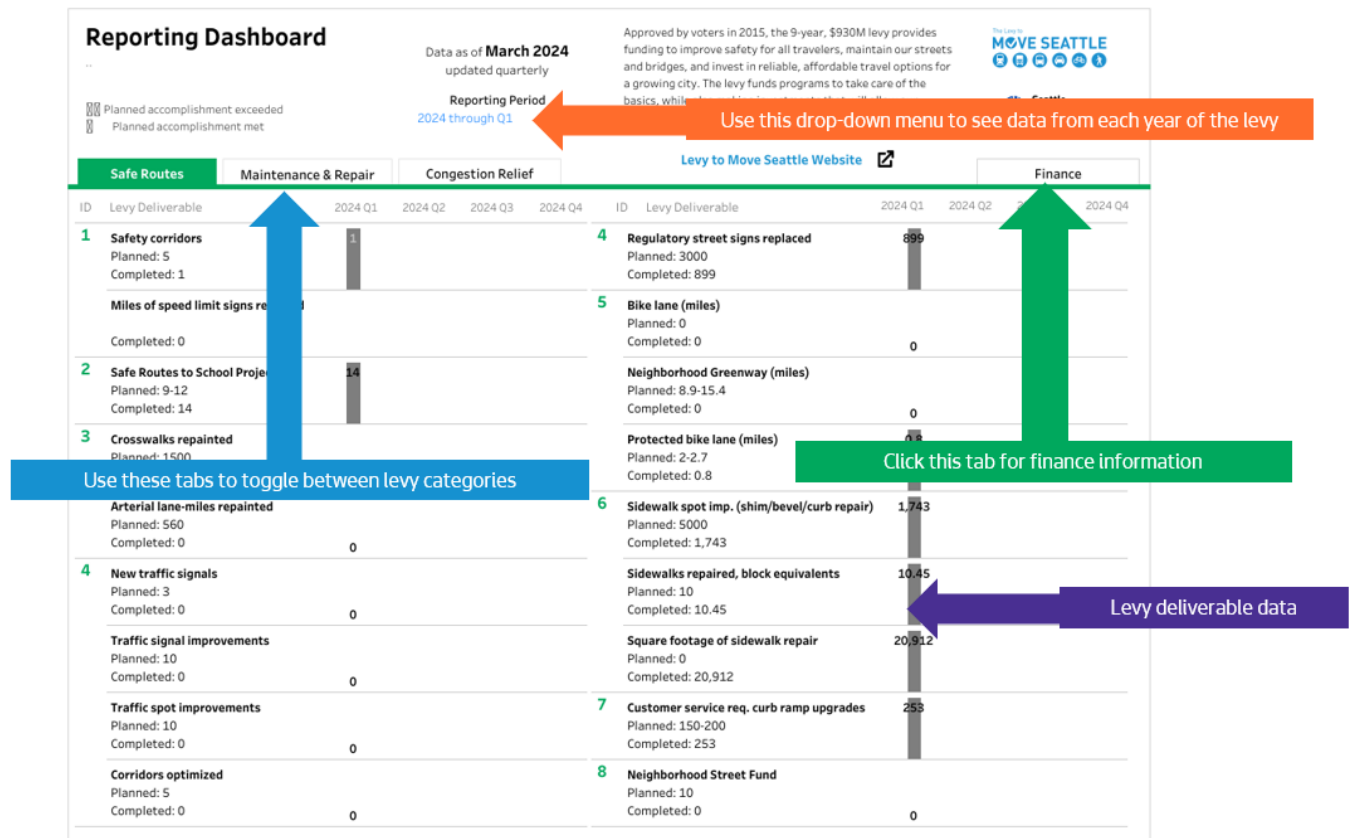 Reporting Dashboard
..
Planned accomplishment exceeded
Planned accomplishment met
Data as of March 2024
updated quarterly
Reporting Period
2024 through Q1
Approved by voters in 2015, the 9-year, $930M levy provides
funding to improve safety for all travelers, maintain our streets
and bridges, and invest in reliable, affordable travel options for
a growing city. The levy funds programs to take care of the
basics, while
The Levy to
MOVE SEATTLE
Seattle
Use this drop-down menu to see data from each year of the levy
Levy to Move Seattle Website
Safe Routes
Maintenance & Repair
Congestion Relief
Finance
ID Levy Deliverable 2024 Q1 2024 Q2 2024 Q3 2024 Q4
1 Safety corridors 1
Planned: 5
Completed: 1
Miles of speed limit signs
Completed: 0
2 Safe Routes to School 14
Planned: 9-12
Completed: 14
3 Crosswalks repainted
Planned: 1500
Use these tabs to toggle between levy categories
Arterial lane-miles repainted
Planned: 560
Completed: 0 0
4 New traffic signals
Planned: 3
Completed: 0 0
Traffic signal improvements
Planned: 10
Completed: 0 0
Traffic spot improvements
Planned: 10
Completed: 0 0
Corridors optimized
Planned: 5
Completed: 0 0
ID Levy Deliverable 2024 Q1 2024 Q2 2024 Q4
4 Regulatory street signs replaced 899
Planned: 3000
Completed: 899
5 Bike lane (miles)
Planned: 0
Completed: 0 0
Neighborhood Greenway (miles)
Planned: 8.9-15.4
Completed: 0 0
Protected bike lane (miles) 0.8
Planned: 2-2.7
Completed: 0.8
Click this tab for finance information
6 Sidewalk spot imp. (shim/bevel/curb repair) 1,743
Planned: 5000
Completed: 1,743
Sidewalks repaired, block equivalents 10.45
Planned: 10
Completed: 10.45
Levy deliverable data
Square footage of sidewalk repair 20,912
Planned: 0
Completed: 20,912
7 Customer service req. curb ramp upgrades 253
Planned: 150-200
Completed: 253
8 Neighborhood Street Fund
Planned: 10
Completed: 0 0